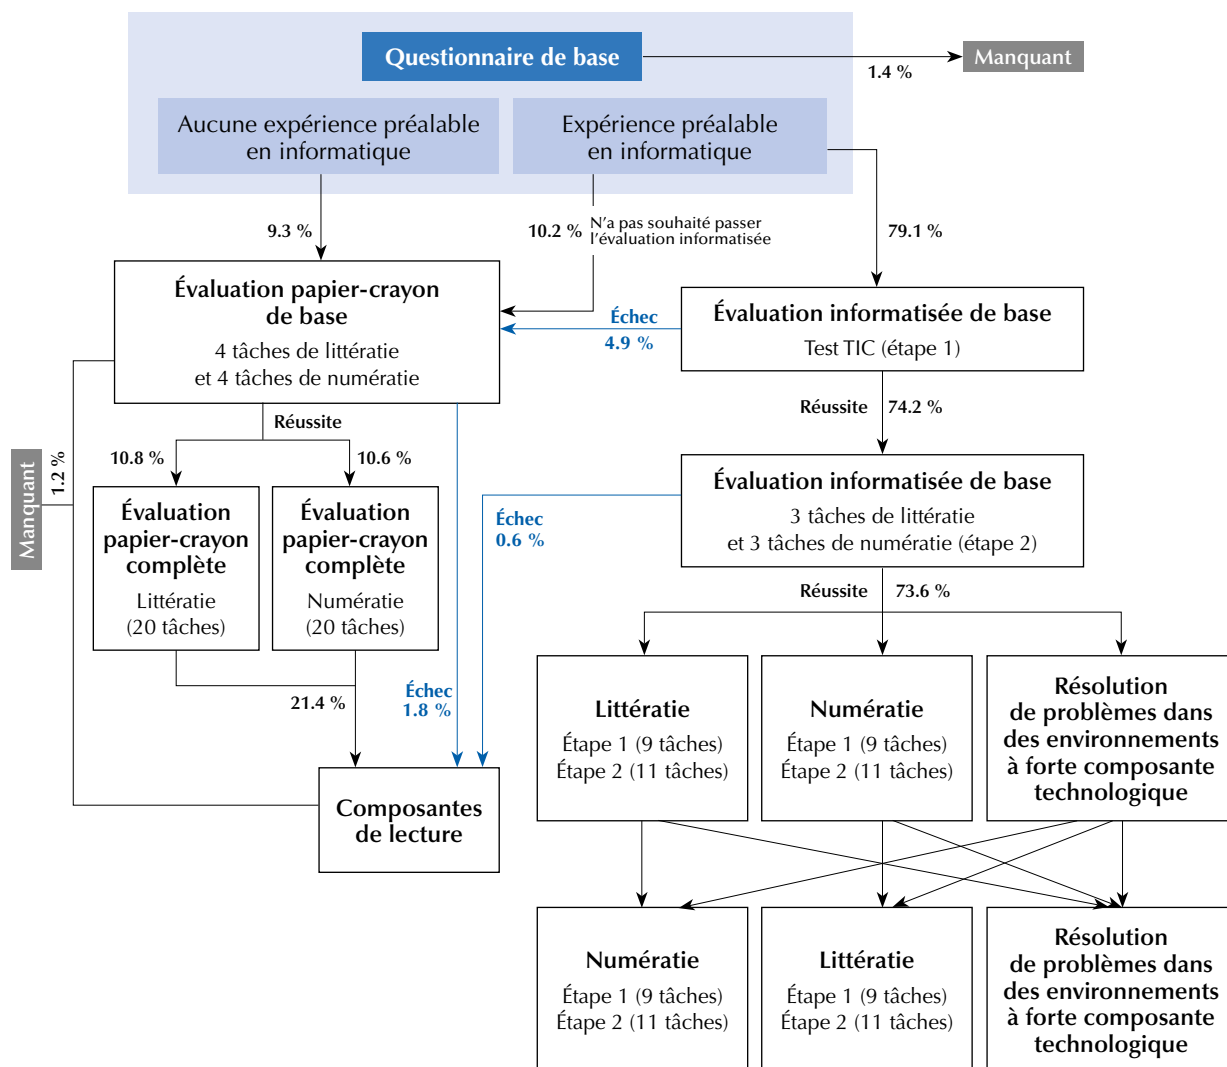 Questionnaire de base
1.4 %
Manquant
Aucune expérience préalable
en informatique
Expérience préalable
en informatique
9.3 %
10.2 %
N'a pas souhaité passer
l'évaluation informatisée
79.1 %
Évaluation papier-crayon
de base
4 tâches de littératie
et 4 tâches de numératie
Échec
4.9 %
Évaluation informatisée de base
Test TIC (étape 1)
Réussite
74.2 %
Réussite
10.8 %
10.6 %
Manquant
1.2 %
Évaluation
papier-crayon
complète
Littératie
(20 tâches)
Évaluation
papier-crayon
complète
Numératie
(20 tâches)
Échec
0.6 %
Évaluation informatisée de base
3 tâches de littératie
et 3 tâches de numératie (étape 2)
Réussite
73.6 %
21.4 %
Échec
1.8 %
Composantes
de lecture
Littératie
Étape 1 (9 tâches)
Étape 2 (11 tâches)
Numératie
Étape 1 (9 tâches)
Étape 2 (11 tâches)
Résolution
de problèmes dans
des environnements
à forte composante
technologique
Numératie
Étape 1 (9 tâches)
Étape 2 (11 tâches)
Littératie
Étape 1 (9 tâches)
Étape 2 (11 tâches)
Résolution
de problèmes dans
des environnements
à forte composante
technologique